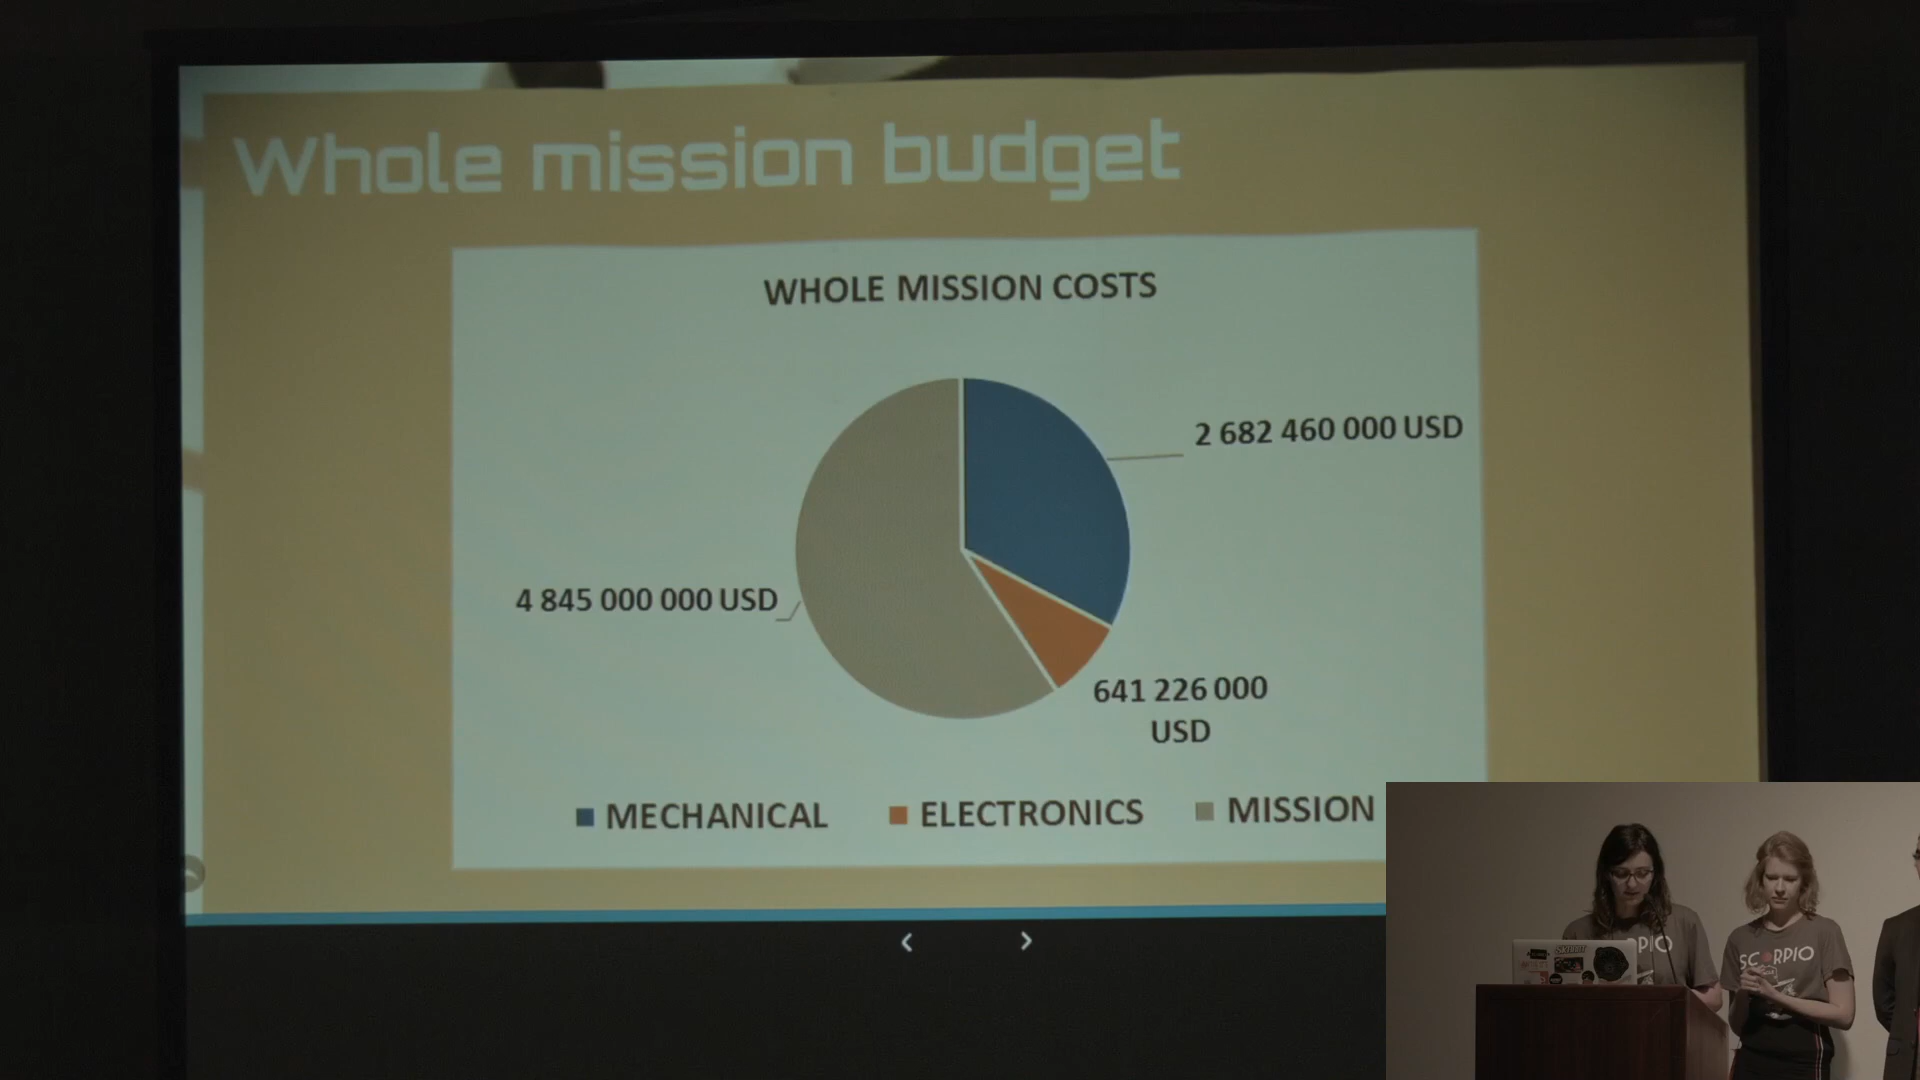 Whole mission budget
WHOLE MISSION COSTS
2 682 460 000 USD
4 845 000 000 USD
641 226 000
USD
MECHANICAL
ELECTRONICS
MISSION
PIO
SCORPIO